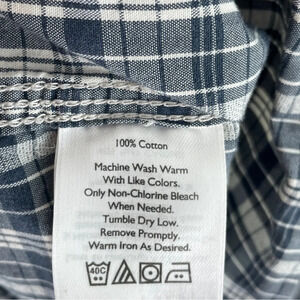 100% Cotton
Machine Wash Warm
With Like Colors.
Only Non-Chlorine Bleach
When Needed.
Tumble Dry Low.
Remove Promptly.
Warm Iron As Desired.
40C